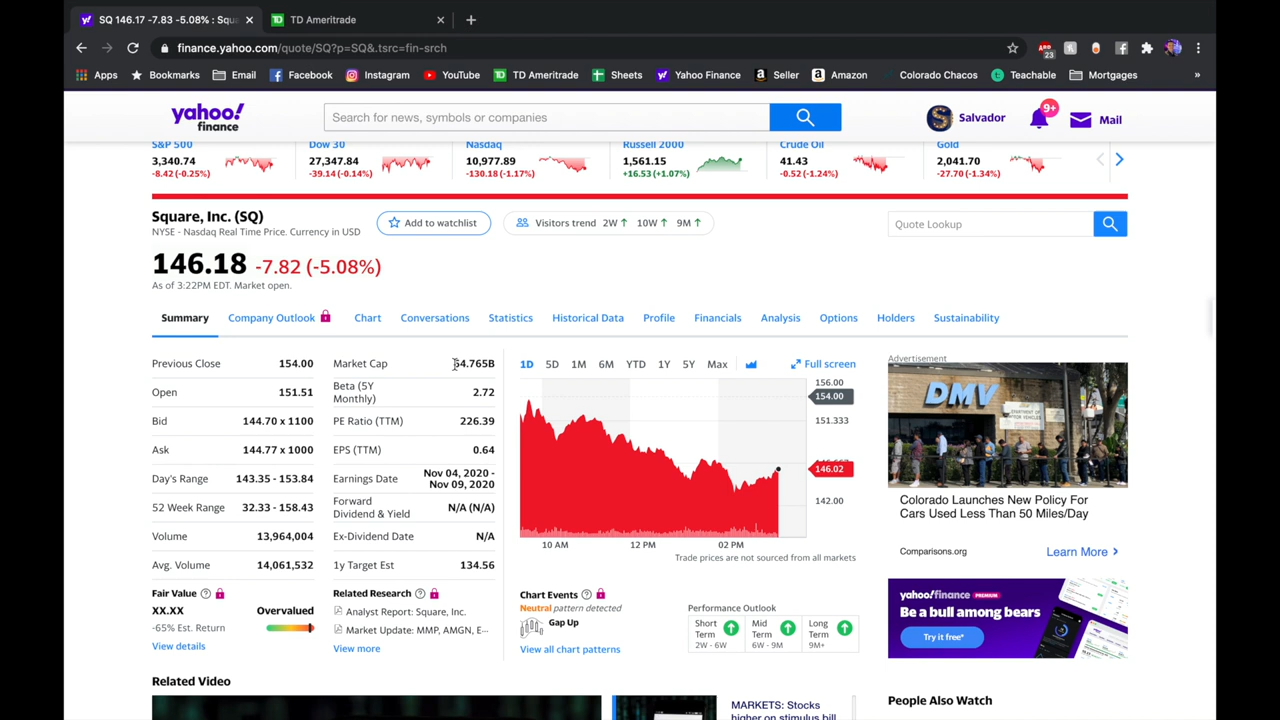 SQ 146.17 -7.83 -5.08% : Squa
TD Ameritrade
finance.yahoo.com/quote/SQ?p=SQ&.tsrc=fin-srch
23
Apps
Bookmarks
Email
Facebook
Instagram
YouTube
TD Ameritrade
Sheets
Yahoo Finance
Seller
Amazon
Colorado Chacos
Teachable
Mortgages
»
yahoo!
finance
Search for news, symbols or companies
Salvador
9+
Mail
S&P 500
3,340.74
-8.42 (-0.25%)
Dow 30
27,347.84
-39.14 (-0.14%)
Nasdaq
10,977.89
-130.18 (-1.17%)
Russell 2000
1,561.15
+16.53 (+1.07%)
Crude Oil
41.43
-0.52 (-1.24%)
Gold
2,041.70
-27.70 (-1.34%)
Square, Inc. (SQ)
NYSE - Nasdaq Real Time Price. Currency in USD
Add to watchlist
Visitors trend 2W 10W 9M
Quote Lookup
146.18 -7.82 (-5.08%)
As of 3:22PM EDT. Market open.
Summary
Company Outlook
Chart
Conversations
Statistics
Historical Data
Profile
Financials
Analysis
Options
Holders
Sustainability
Previous Close 154.00
Open 151.51
Bid 144.70 x 1100
Ask 144.77 x 1000
Day's Range 143.35 - 153.84
52 Week Range 32.33 - 158.43
Volume 13,964,004
Avg. Volume 14,061,532
Market Cap 64.765B
Beta (5Y
Monthly) 2.72
PE Ratio (TTM) 226.39
EPS (TTM) 0.64
Earnings Date Nov 04, 2020 -
Nov 09, 2020
Forward
Dividend & Yield N/A (N/A)
Ex-Dividend Date N/A
1y Target Est 134.56
1D 5D 1M 6M YTD 1Y 5Y Max
Full screen
156.00
154.00
151.333
146.02
142.00
10 AM 12 PM 02 PM
Trade prices are not sourced from all markets
Fair Value
XX.XX Overvalued
-65% Est. Return
View details
Related Research
Analyst Report: Square, Inc.
Market Update: MMP, AMGN, E...
View more
Chart Events
Neutral pattern detected
Gap Up
View all chart patterns
Performance Outlook
Short
Term
2W - 6W
Mid
Term
6W - 9M
Long
Term
9M+
Advertisement
DMV
Colorado Launches New Policy For
Cars Used Less Than 50 Miles/Day
Comparisons.org
Learn More
yahoo!finance PREMIUM
Be a bull among bears
Try it free*
Related Video
MARKETS: Stocks
higher on stimulus bill
People Also Watch